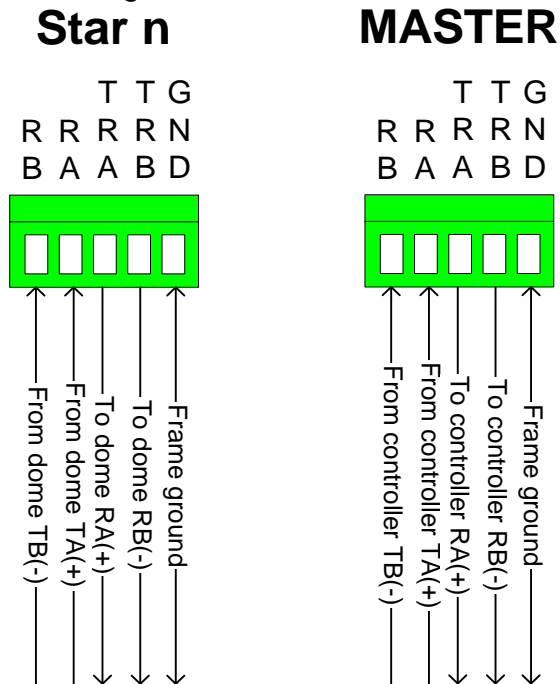 Star n
T T G
R R R R N
B A A B D
From dome TB(-)
From dome TA(+)
To dome RA(+)
To dome RB(-)
Frame ground
MASTER
T T G
R R R R N
B A A B D
From controller TB(-)
From controller TA(+)
To controller RA(+)
To controller RB(-)
Frame ground